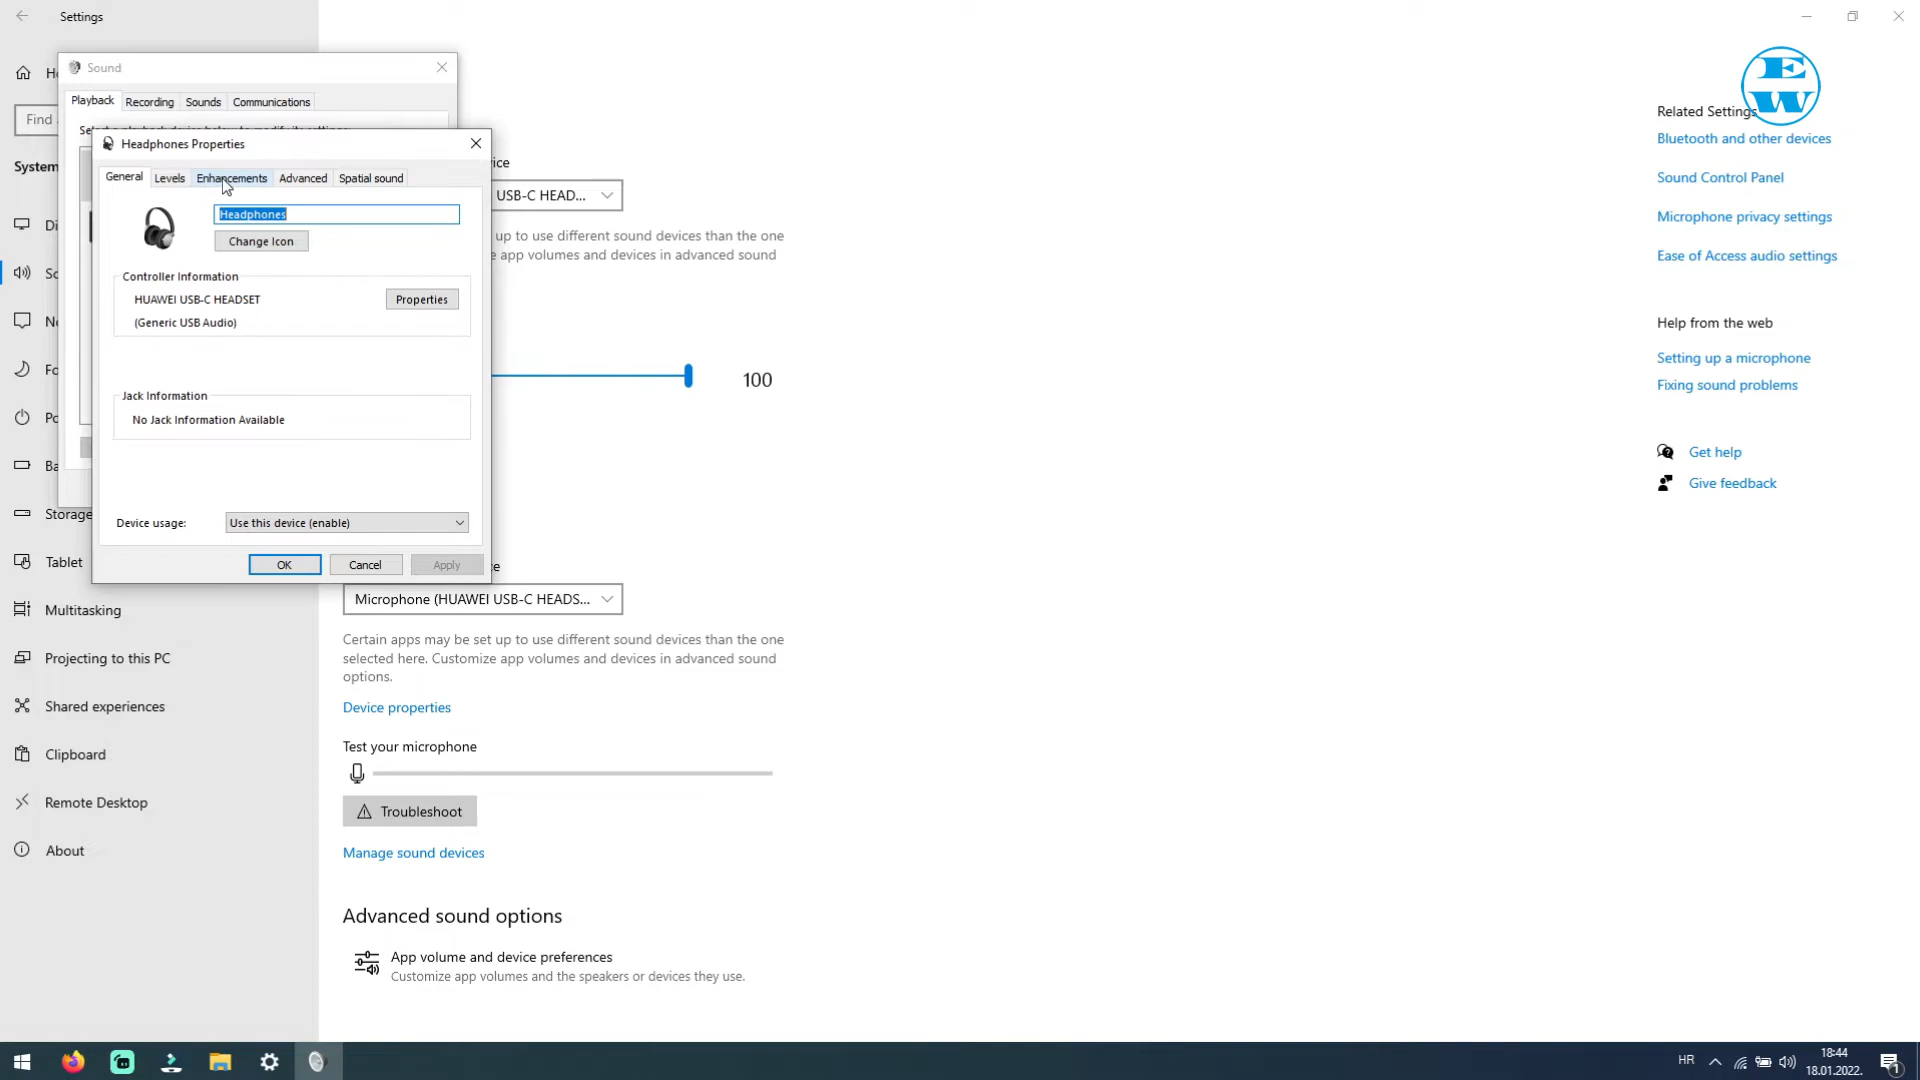 Settings
Sound
Playback Recording Sounds Communications
Find
System
Headphones Properties
General Levels Enhancements Advanced Spatial sound
Headphones
Change Icon
Controller Information
HUAWEI USB-C HEADSET
Properties
(Generic USB Audio)
Jack Information
No Jack Information Available
Device usage:
Use this device (enable)
OK
Cancel
Apply
Storage
Tablet
Multitasking
Projecting to this PC
Shared experiences
Clipboard
Remote Desktop
About
USB-C HEAD...
up to use different sound devices than the one
app volumes and devices in advanced sound
100
Microphone (HUAWEI USB-C HEADS...
Certain apps may be set up to use different sound devices than the one
selected here. Customize app volumes and devices in advanced sound
options.
Device properties
Test your microphone
Troubleshoot
Manage sound devices
Advanced sound options
App volume and device preferences
Customize app volumes and the speakers or devices they use.
EW
Related Settings
Bluetooth and other devices
Sound Control Panel
Microphone privacy settings
Ease of Access audio settings
Help from the web
Setting up a microphone
Fixing sound problems
Get help
Give feedback
HR
18:44
18.01.2022.
1